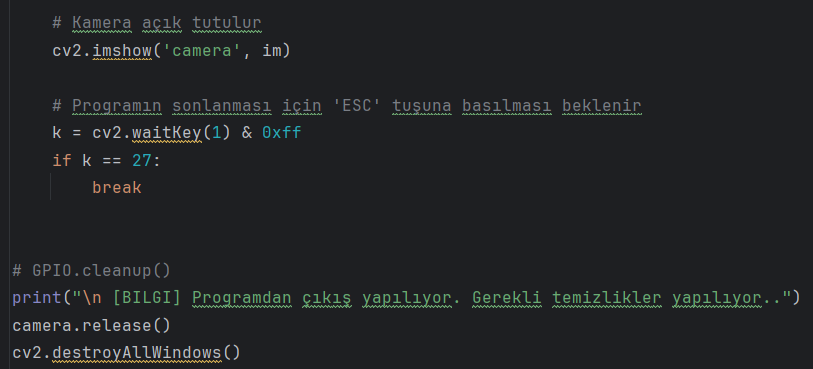 # Kamera açık tutulur
cv2.imshow('camera', im)
# Programın sonlanması için 'ESC' tuşuna basılması beklenir
k = cv2.waitKey(1) & 0xff
if k == 27:
break
# GPIO.cleanup()
print("\n [BILGI] Programdan çıkış yapılıyor. Gerekli temizlikler yapılıyor..")
camera.release()
cv2.destroyAllWindows()